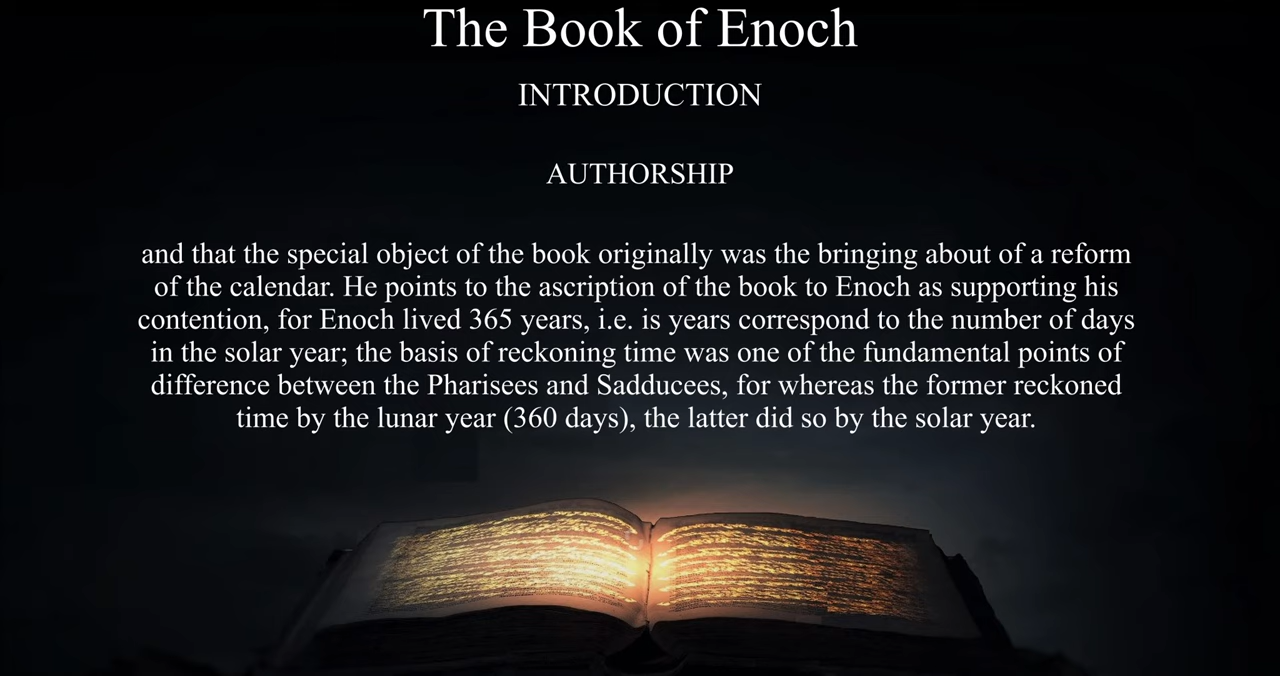 The Book of Enoch
INTRODUCTION
AUTHORSHIP
and that the special object of the book originally was the bringing about of a reform
of the calendar. He points to the ascription of the book to Enoch as supporting his
contention, for Enoch lived 365 years, i.e. is years correspond to the number of days
in the solar year; the basis of reckoning time was one of the fundamental points of
difference between the Pharisees and Sadducees, for whereas the former reckoned
time by the lunar year (360 days), the latter did so by the solar year.